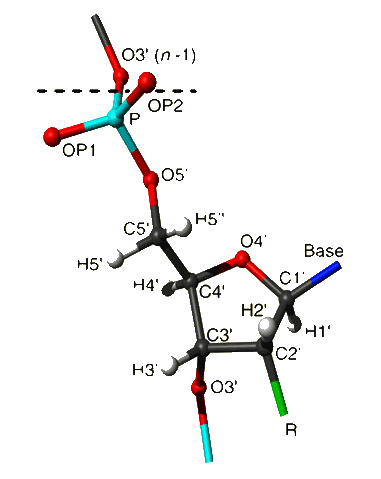 O3' (n -1)
OP2
P
OP1
O5'
C5'
H5''
H5'
O4'
Base
H4'
C4'
C1'
H2'
H1'
C3'
C2'
H3'
O3'
R